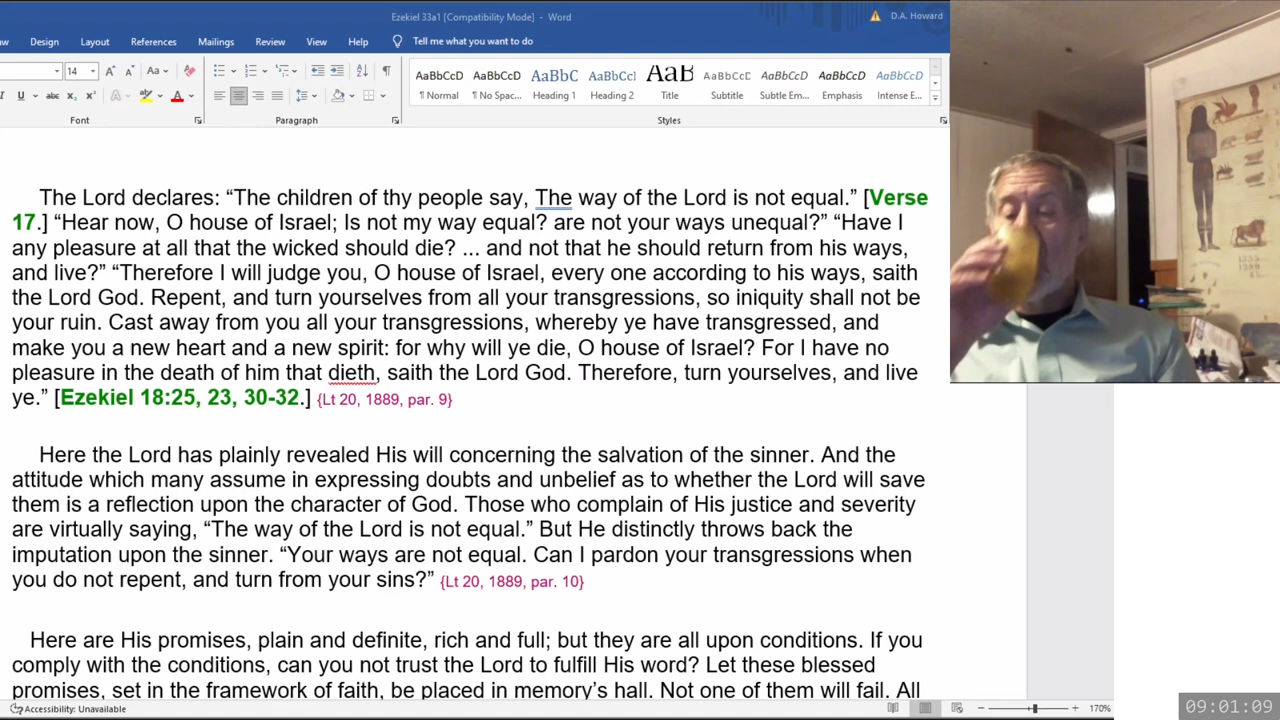 Ezekiel 33a1 [Compatibility Mode] - Word
D.A. Howard
Design Layout References Mailings Review View Help Tell me what you want to do
14 Aa
AaBbCcD AaBbCcD AaBbC AaBbCcI AaB AaBbCcD AaBbCcD AaBbCcD AaBbCcD
¶ Normal ¶ No Spac... Heading 1 Heading 2 Title Subtitle Subtle Em... Emphasis Intense E...
Font Paragraph Styles
The Lord declares: “The children of thy people say, The way of the Lord is not equal.” [Verse
17.] “Hear now, O house of Israel; Is not my way equal? are not your ways unequal?” “Have I
any pleasure at all that the wicked should die? ... and not that he should return from his ways,
and live?” “Therefore I will judge you, O house of Israel, every one according to his ways, saith
the Lord God. Repent, and turn yourselves from all your transgressions, so iniquity shall not be
your ruin. Cast away from you all your transgressions, whereby ye have transgressed, and
make you a new heart and a new spirit: for why will ye die, O house of Israel? For I have no
pleasure in the death of him that dieth, saith the Lord God. Therefore, turn yourselves, and live
ye.” [Ezekiel 18:25, 23, 30-32.] {Lt 20, 1889, par. 9}
Here the Lord has plainly revealed His will concerning the salvation of the sinner. And the
attitude which many assume in expressing doubts and unbelief as to whether the Lord will save
them is a reflection upon the character of God. Those who complain of His justice and severity
are virtually saying, “The way of the Lord is not equal.” But He distinctly throws back the
imputation upon the sinner. “Your ways are not equal. Can I pardon your transgressions when
you do not repent, and turn from your sins?” {Lt 20, 1889, par. 10}
Here are His promises, plain and definite, rich and full; but they are all upon conditions. If you
comply with the conditions, can you not trust the Lord to fulfill His word? Let these blessed
promises, set in the framework of faith, be placed in memory’s hall. Not one of them will fail. All
Accessibility: Unavailable
170%
09:01:09